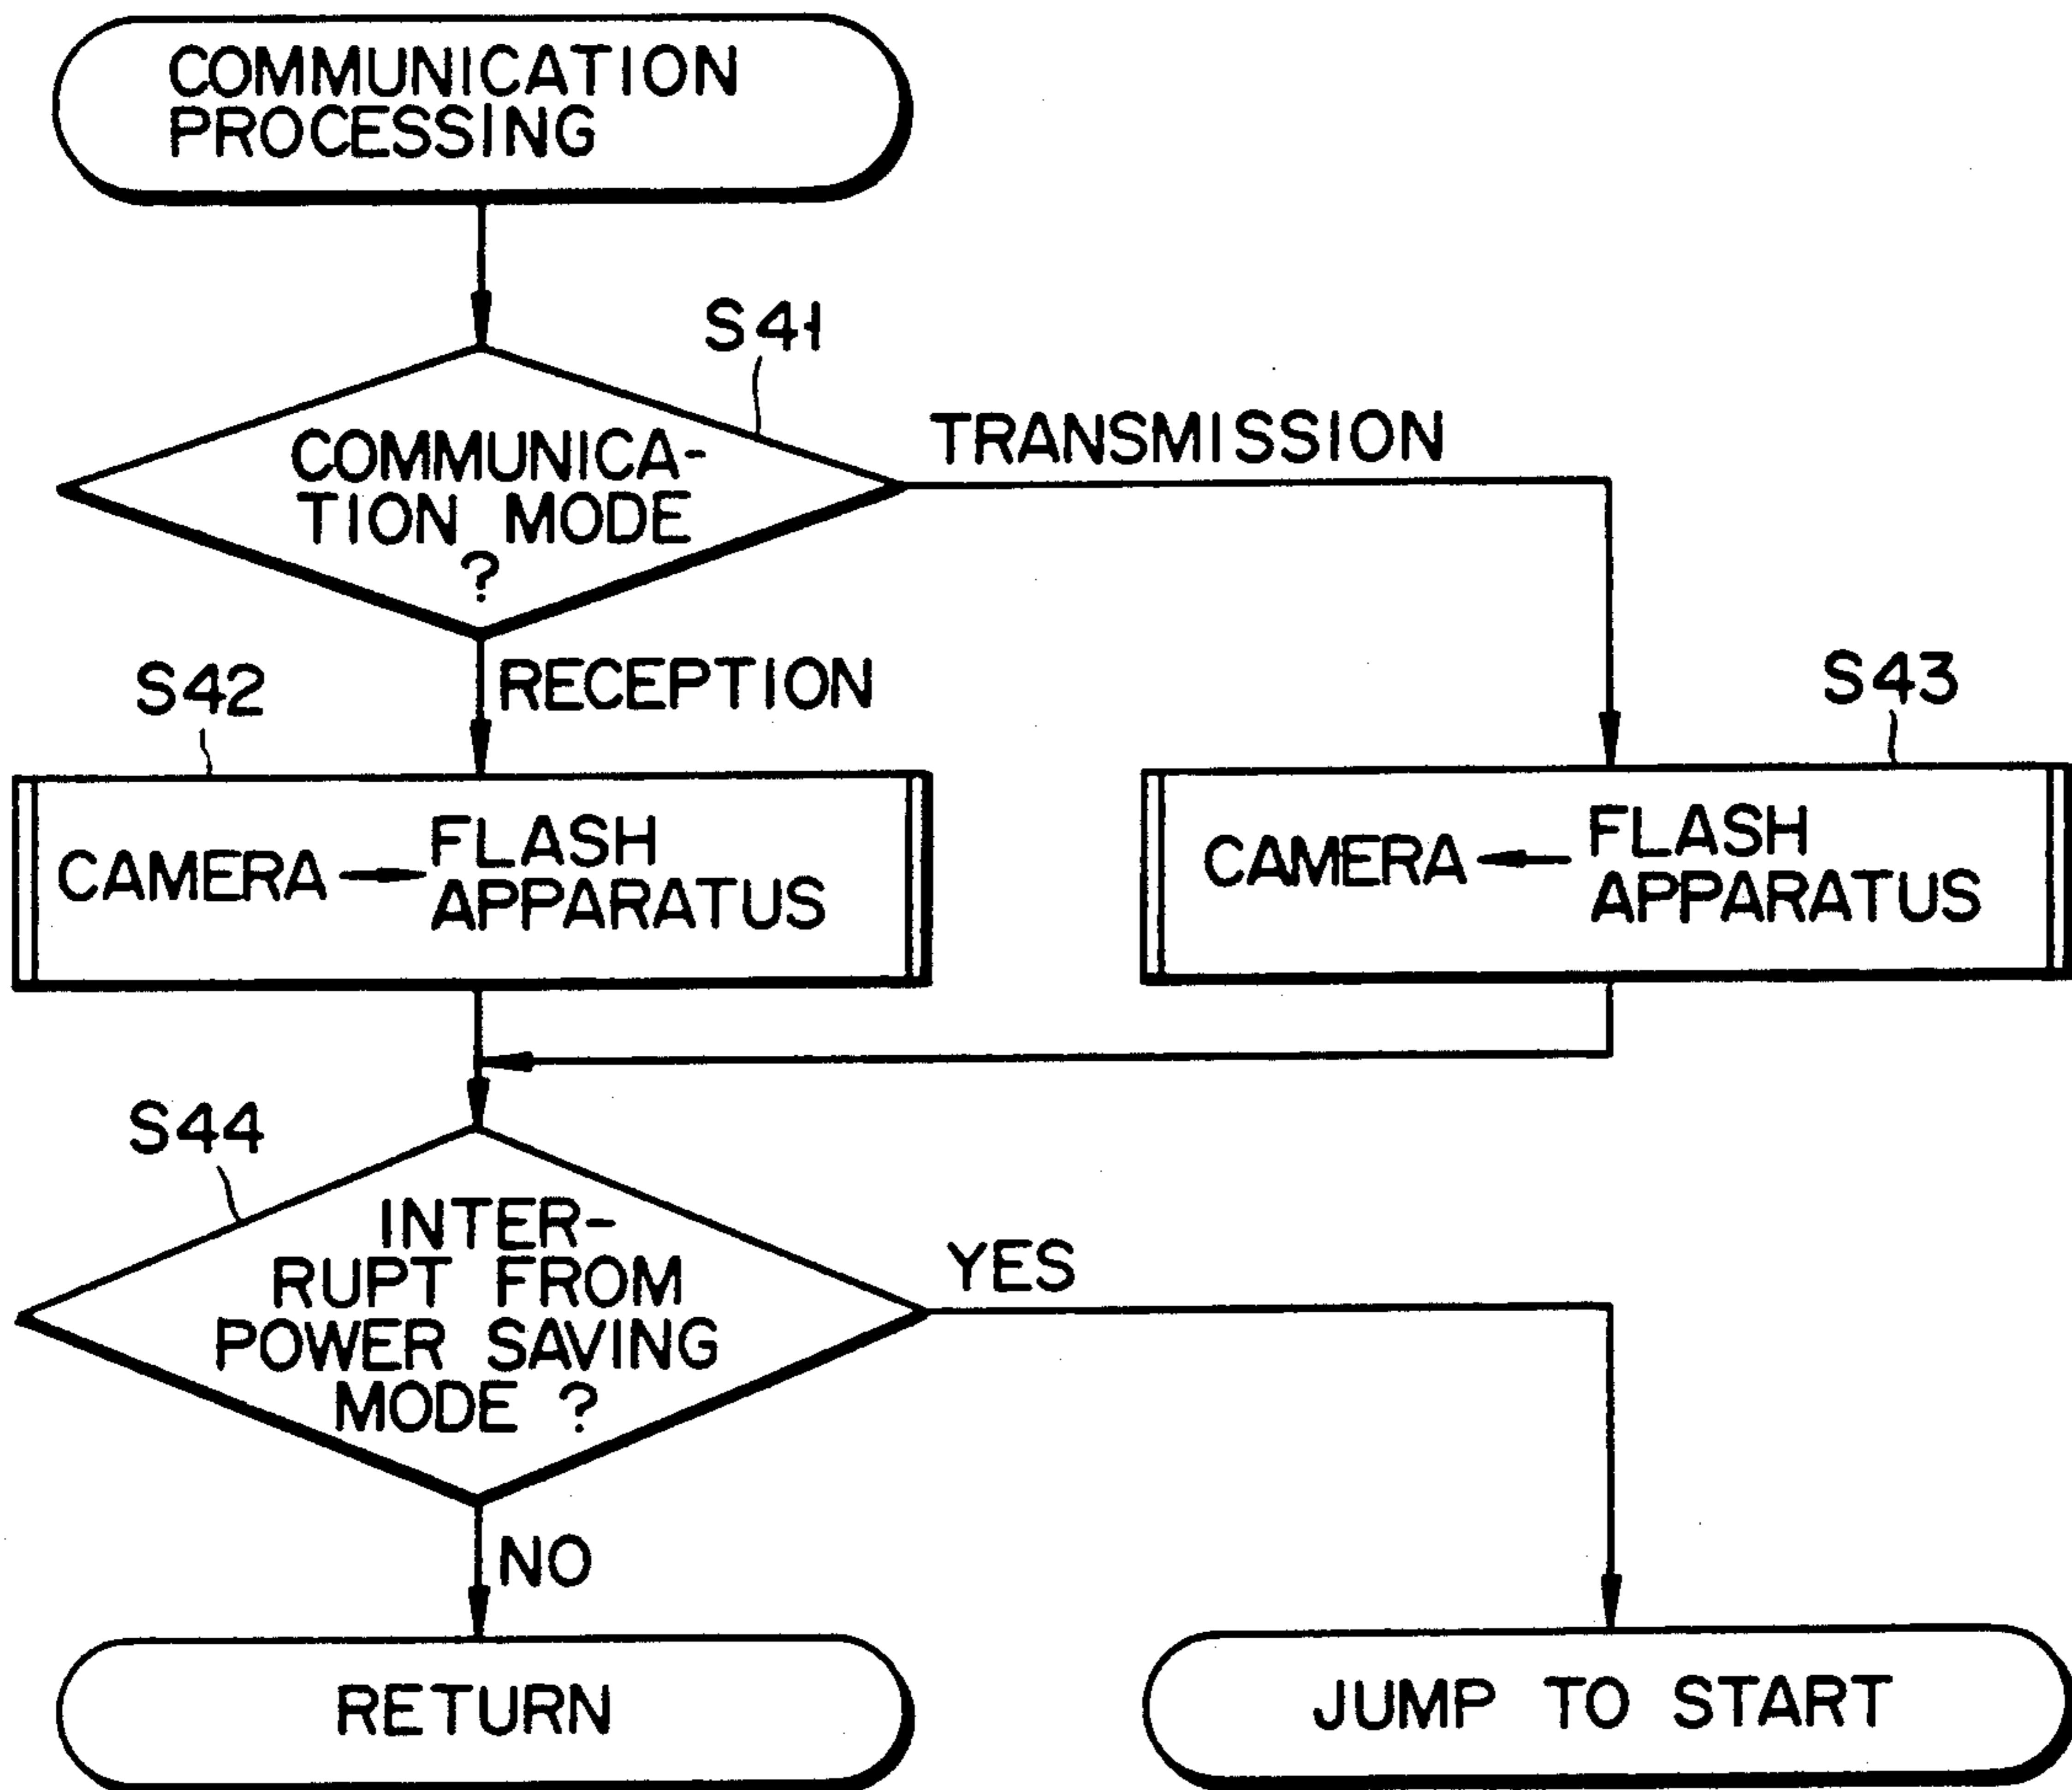 COMMUNICATION
PROCESSING
S41
COMMUNICA-
TION MODE
?
TRANSMISSION
RECEPTION
S42
CAMERA → FLASH
APPARATUS
S43
CAMERA ← FLASH
APPARATUS
S44
INTER-
RUPT FROM
POWER SAVING
MODE ?
YES
NO
RETURN
JUMP TO START